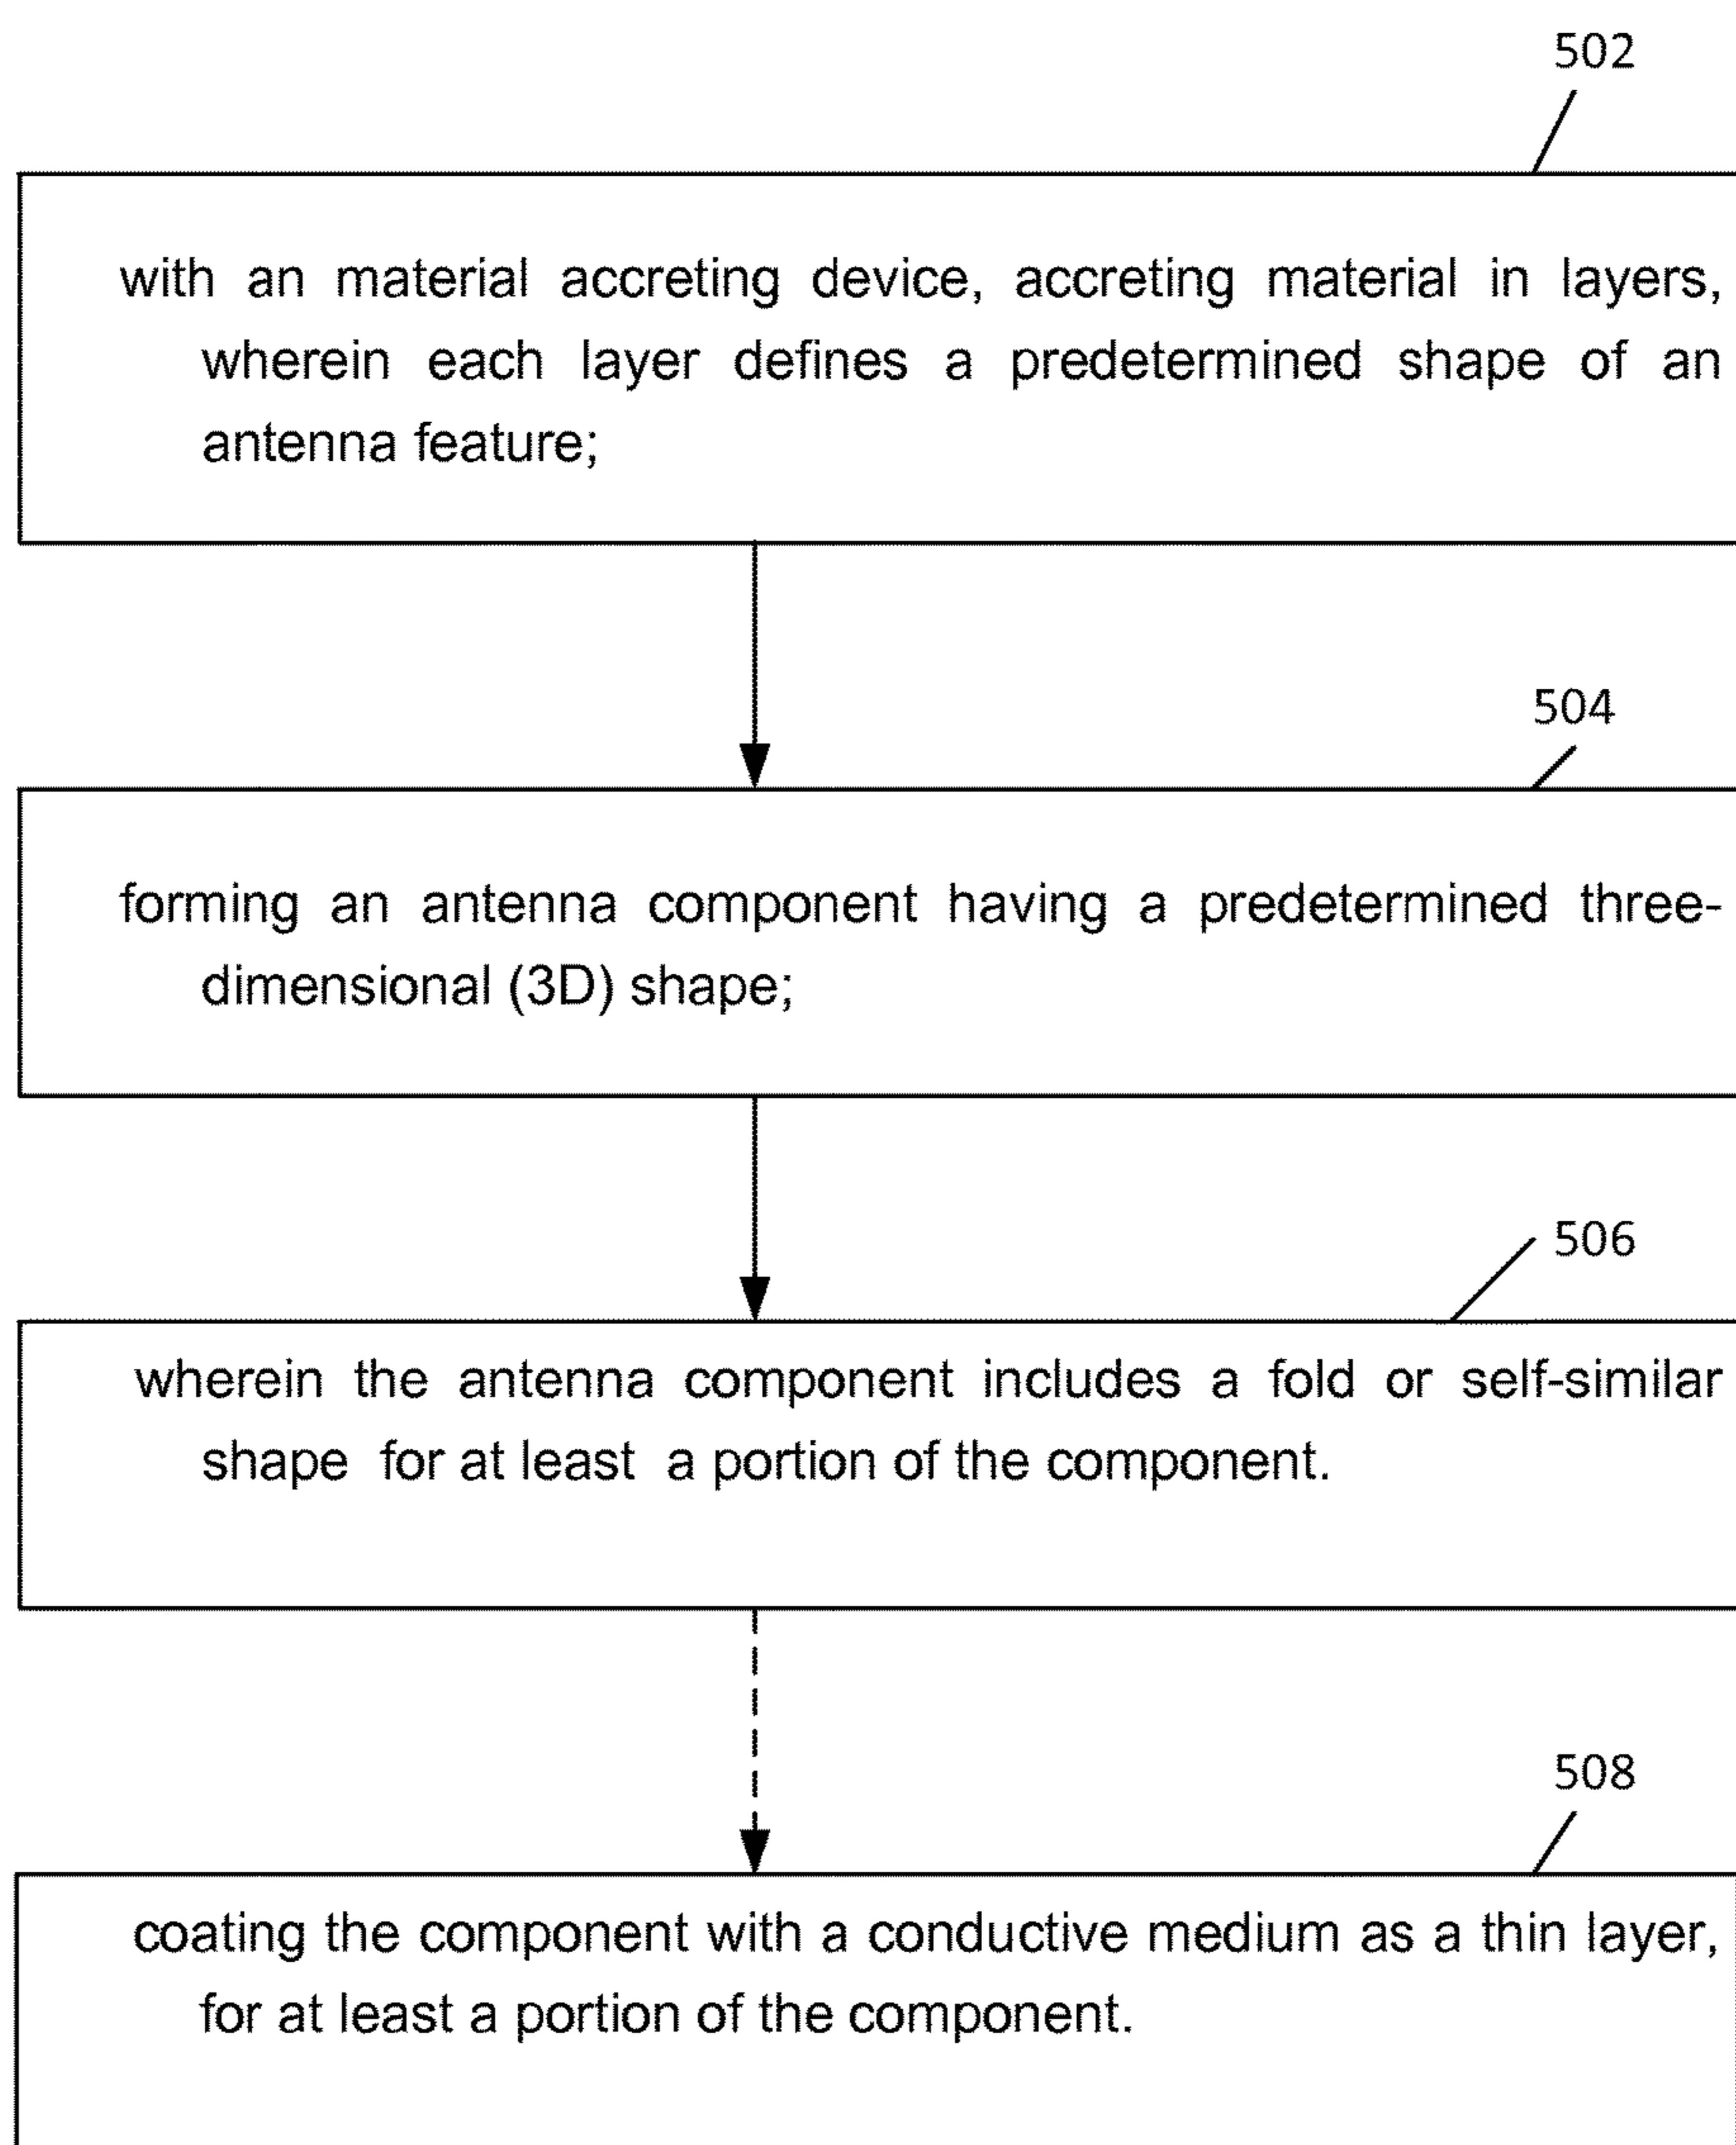 502
with an material accreting device, accreting material in layers,
wherein each layer defines a predetermined shape of an
antenna feature;
504
forming an antenna component having a predetermined three-
dimensional (3D) shape;
506
wherein the antenna component includes a fold or self-similar
shape for at least a portion of the component.
508
coating the component with a conductive medium as a thin layer,
for at least a portion of the component.